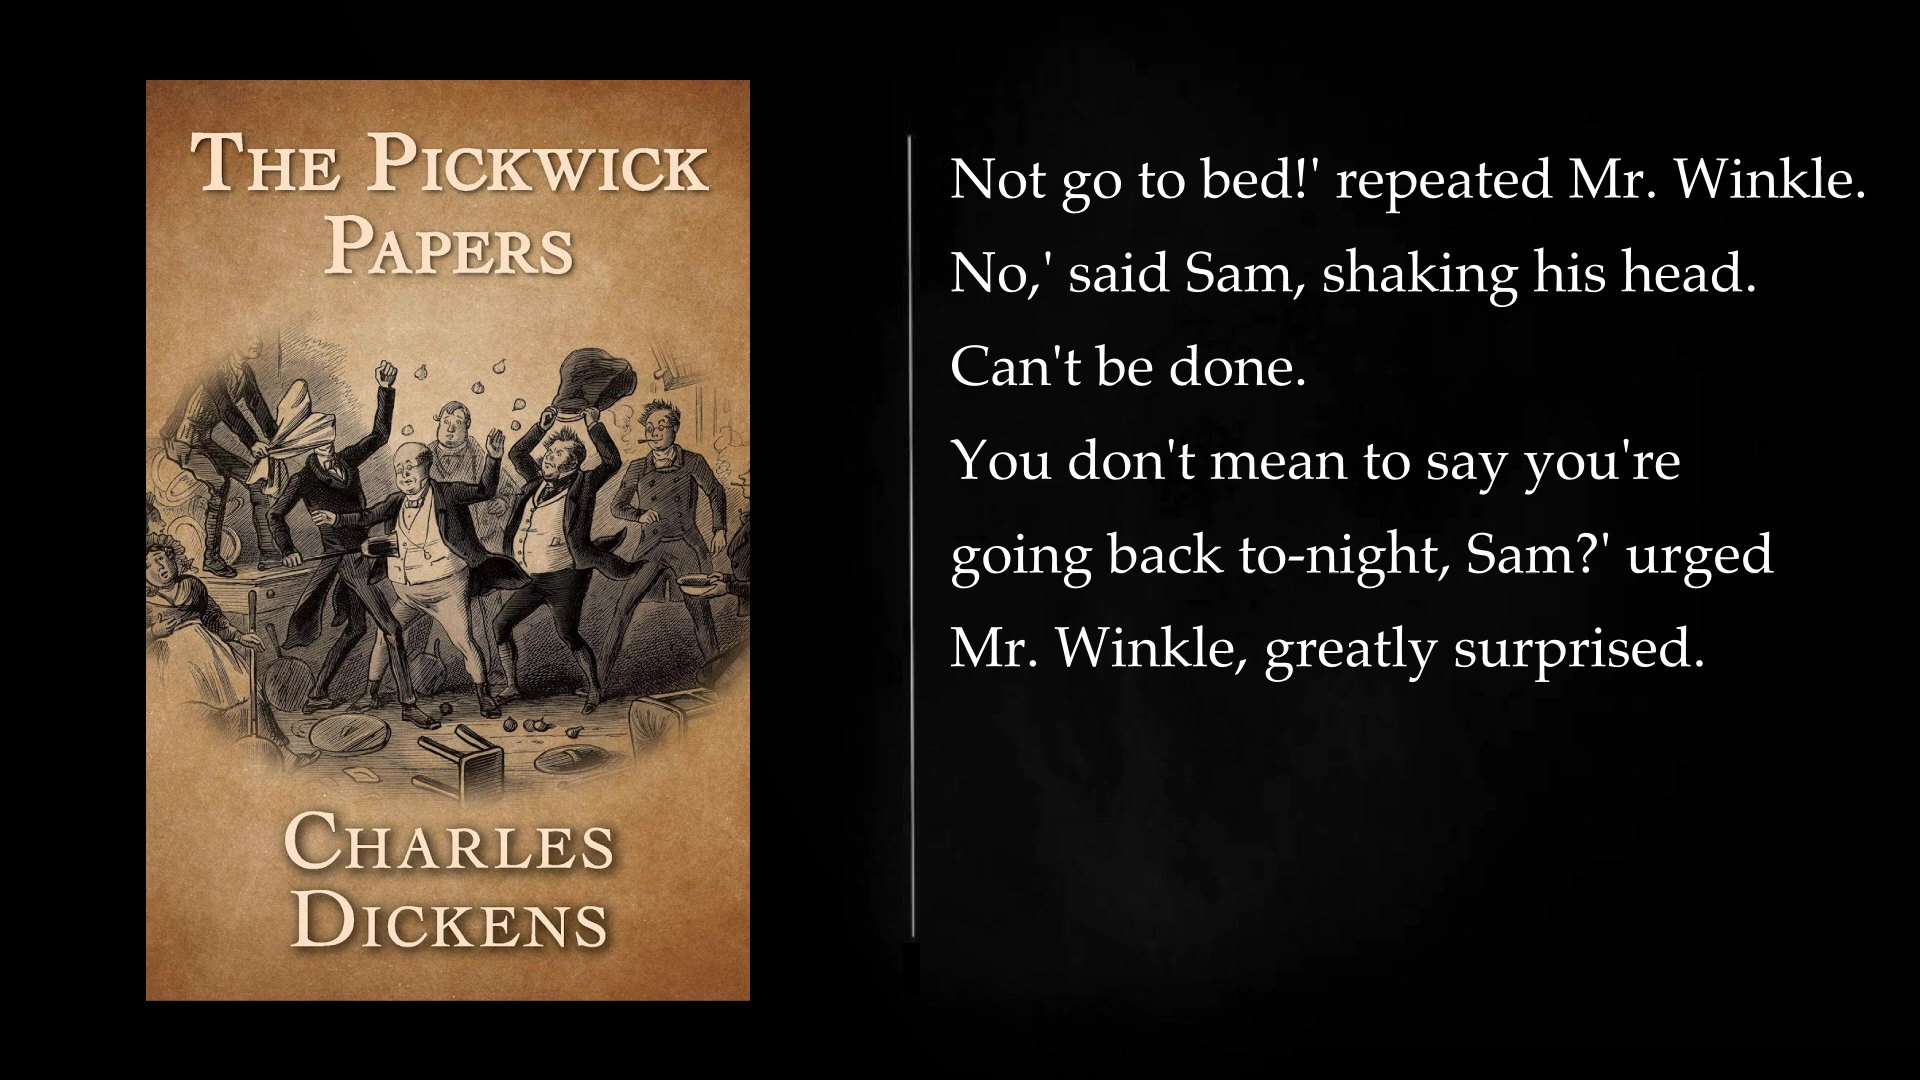 The Pickwick
Papers
Charles
Dickens
Not go to bed!' repeated Mr. Winkle.
No,' said Sam, shaking his head.
Can't be done.
You don't mean to say you're
going back to-night, Sam?' urged
Mr. Winkle, greatly surprised.